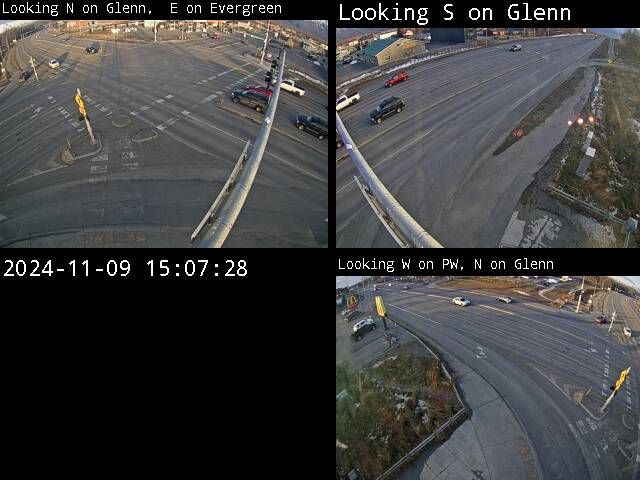 Looking N on Glenn,  E on Evergreen
Looking S on Glenn
2024-11-09 15:07:28
Looking W on PW, N on Glenn